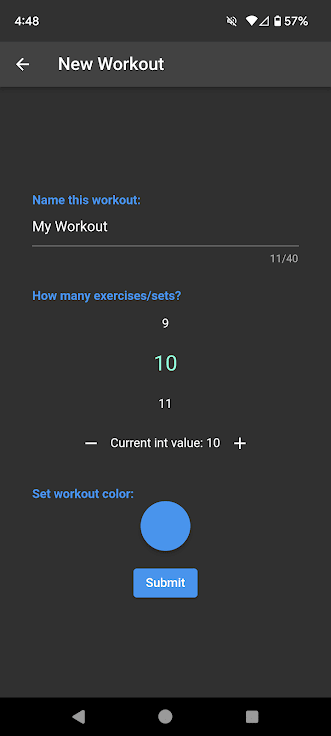 4:48
57%
New Workout
Name this workout:
My Workout
11/40
How many exercises/sets?
9
10
11
Current int value: 10
Set workout color:
Submit